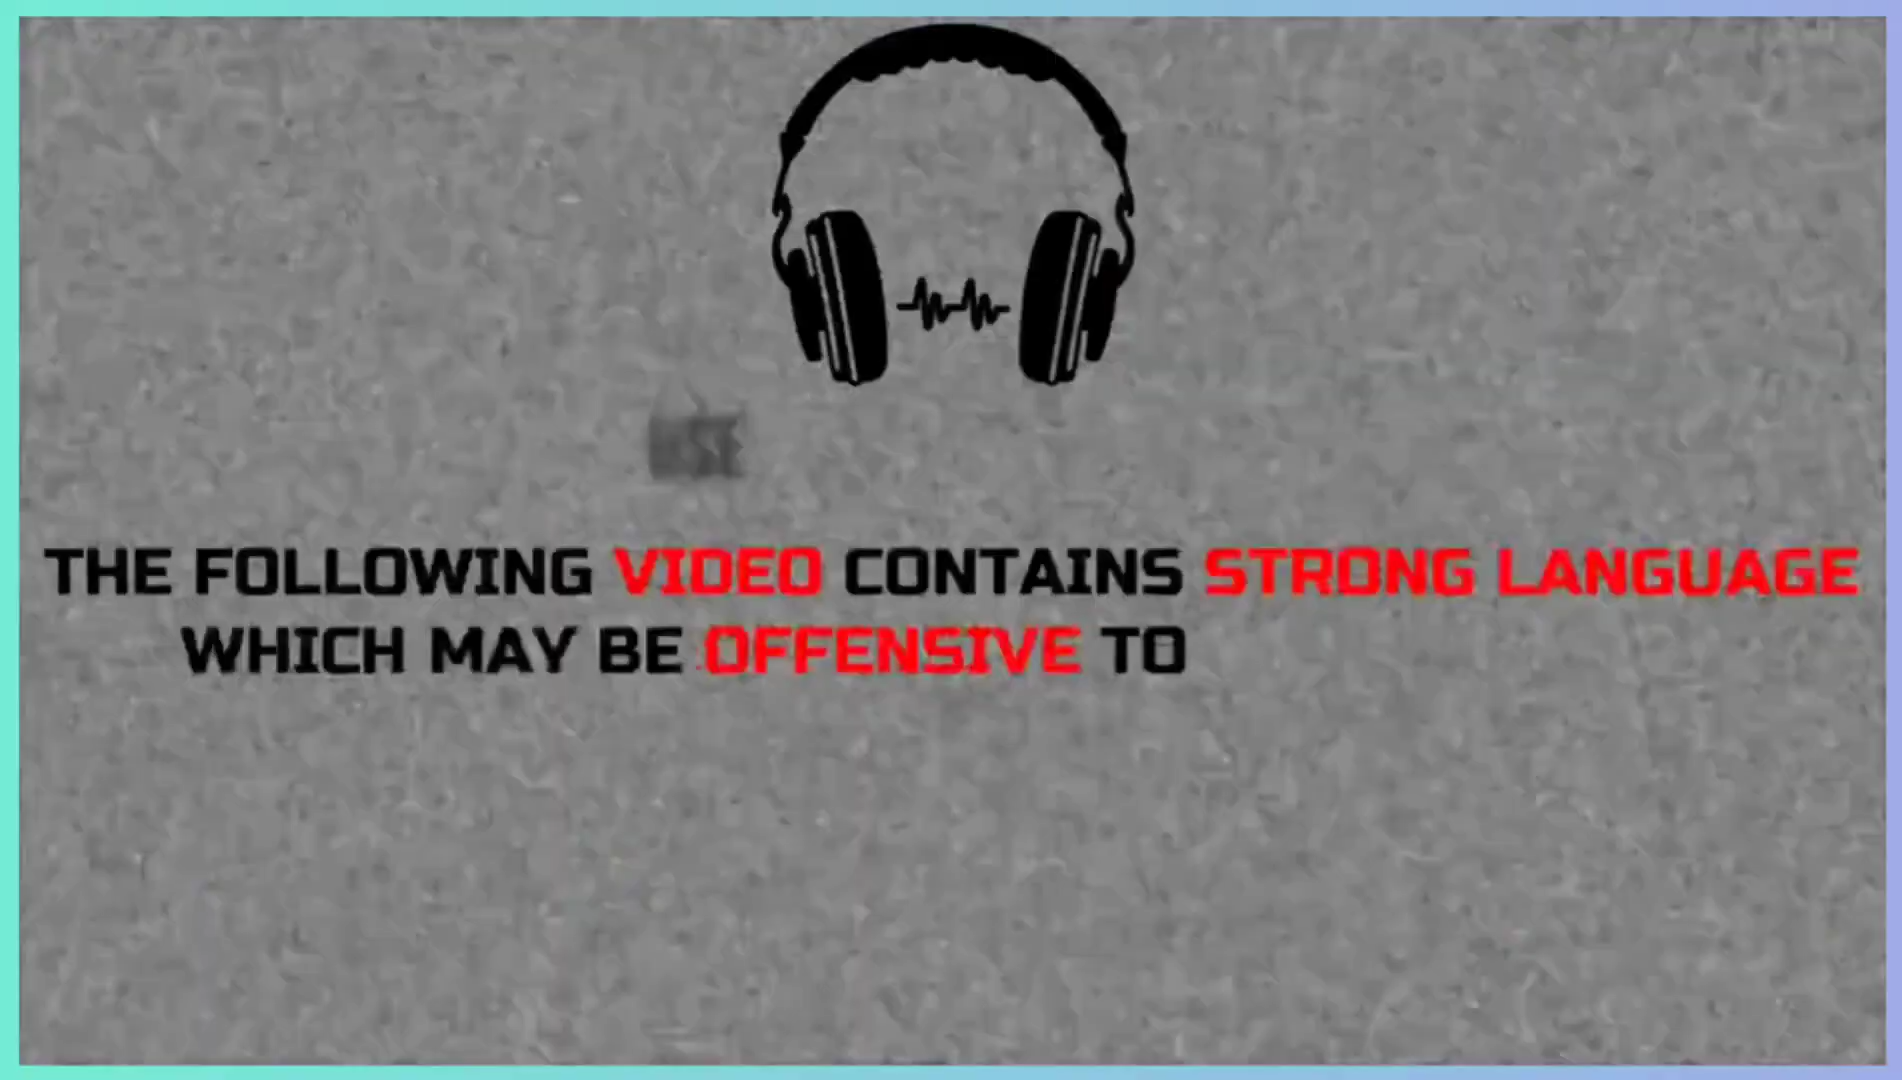 THE FOLLOWING VIDEO CONTAINS STRONG LANGUAGE
WHICH MAY BE OFFENSIVE TO